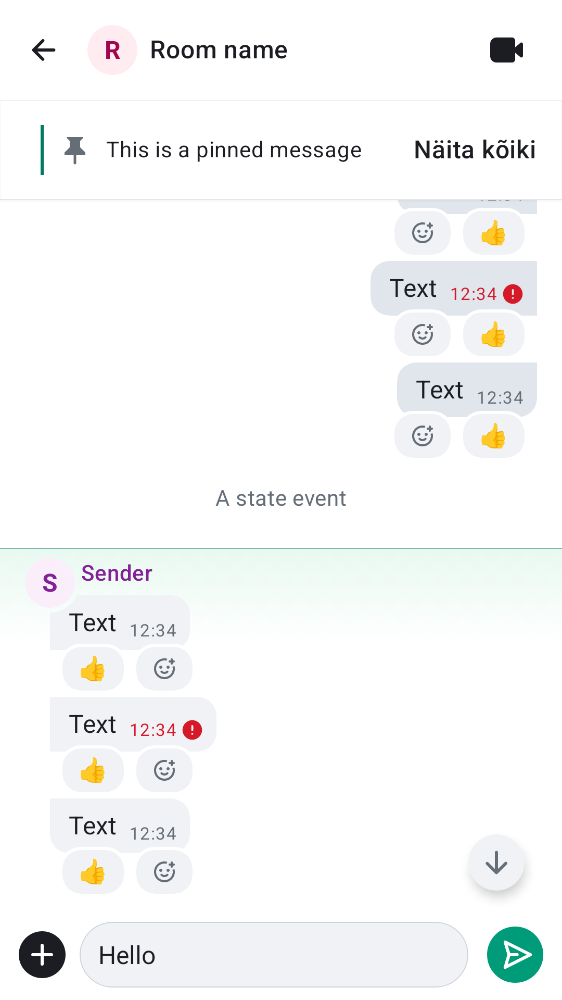 R Room name
This is a pinned message Näita kõiki
Text 12:34
Text 12:34
A state event
S Sender
Text 12:34
Text 12:34
Text 12:34
Hello